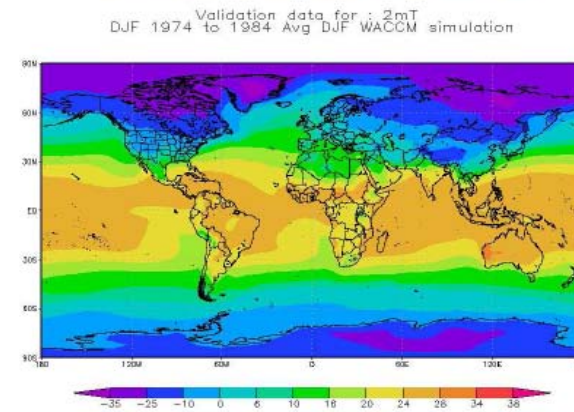 Validation data for : 2mT
DJF 1974 to 1984 Avg DJF WACCM simulation
90N
60N
30N
EQ
30S
60S
90S
180 120W 60W 0 60E 120E
-35 -25 -10 0 6 10 16 20 24 28 34 38